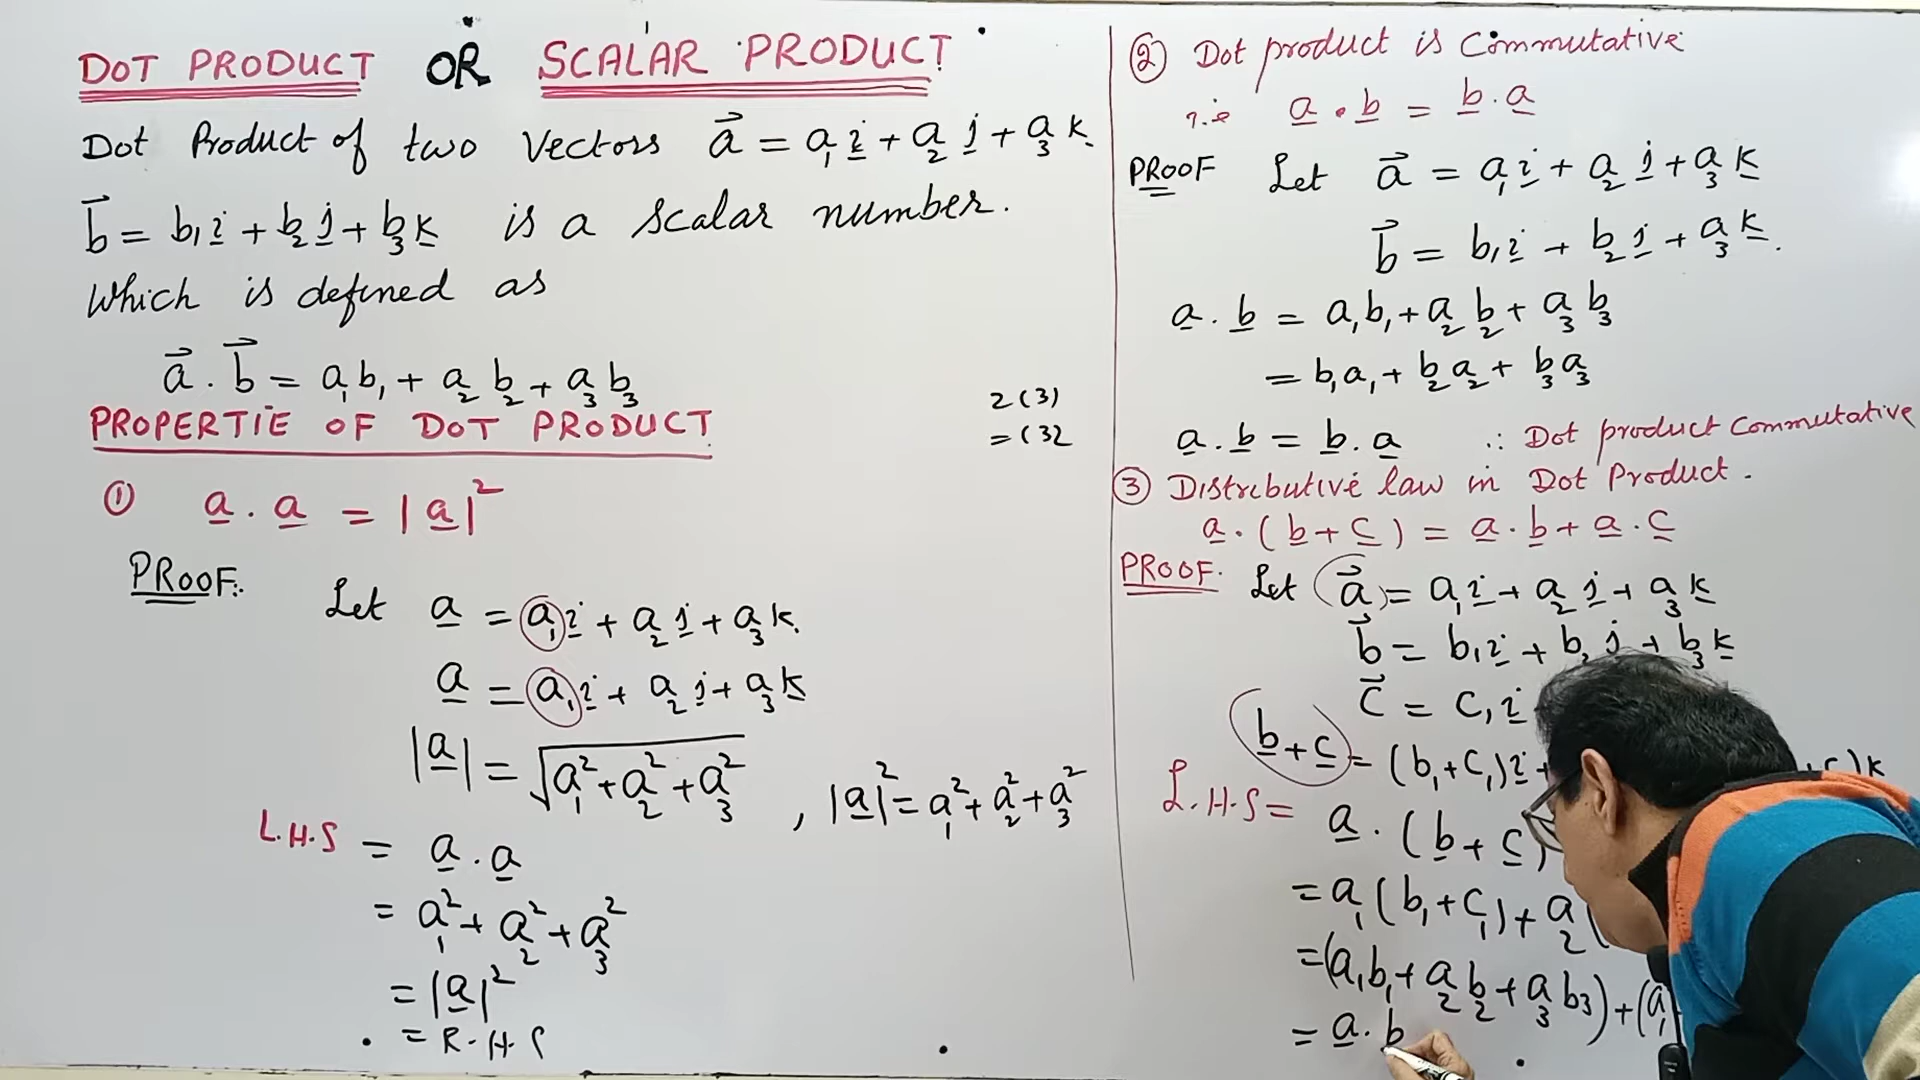 DOT PRODUCT OR SCALAR PRODUCT
Dot Product of two Vectors a⃗ = a₁i + a₂j + a₃k
b⃗ = b₁i + b₂j + b₃k is a scalar number.
Which is defined as
a⃗ . b⃗ = a₁b₁ + a₂b₂ + a₃b₃
PROPERTIE OF DOT PRODUCT
① a . a = |a|²
PROOF:
Let a = a₁i + a₂j + a₃k.
a = a₁i + a₂j + a₃k
|a| = √(a₁² + a₂² + a₃²) , |a|² = a₁² + a₂² + a₃²
L.H.S = a . a
= a₁² + a₂² + a₃²
= |a|²
= R.H.S
2(3)
= (32
② Dot product is Commutative
i.e a . b = b . a
PROOF Let a⃗ = a₁i + a₂j + a₃k
b⃗ = b₁i + b₂j + a₃k.
a . b = a₁b₁ + a₂b₂ + a₃b₃
= b₁a₁ + b₂a₂ + b₃a₃
a . b = b . a ∴ Dot product Commutative
③ Distributive law in Dot Product.
a . (b + c) = a . b + a . c
PROOF. Let a⃗ = a₁i + a₂j + a₃k
b⃗ = b₁i + b₂j + b₃k
c⃗ = c₁i
b + c = (b₁ + c₁)i + c)k
L.H.S = a . (b + c)
= a₁(b₁ + c₁) + a₂(
= (a₁b₁ + a₂b₂ + a₃b₃) + (a₁
= a . b